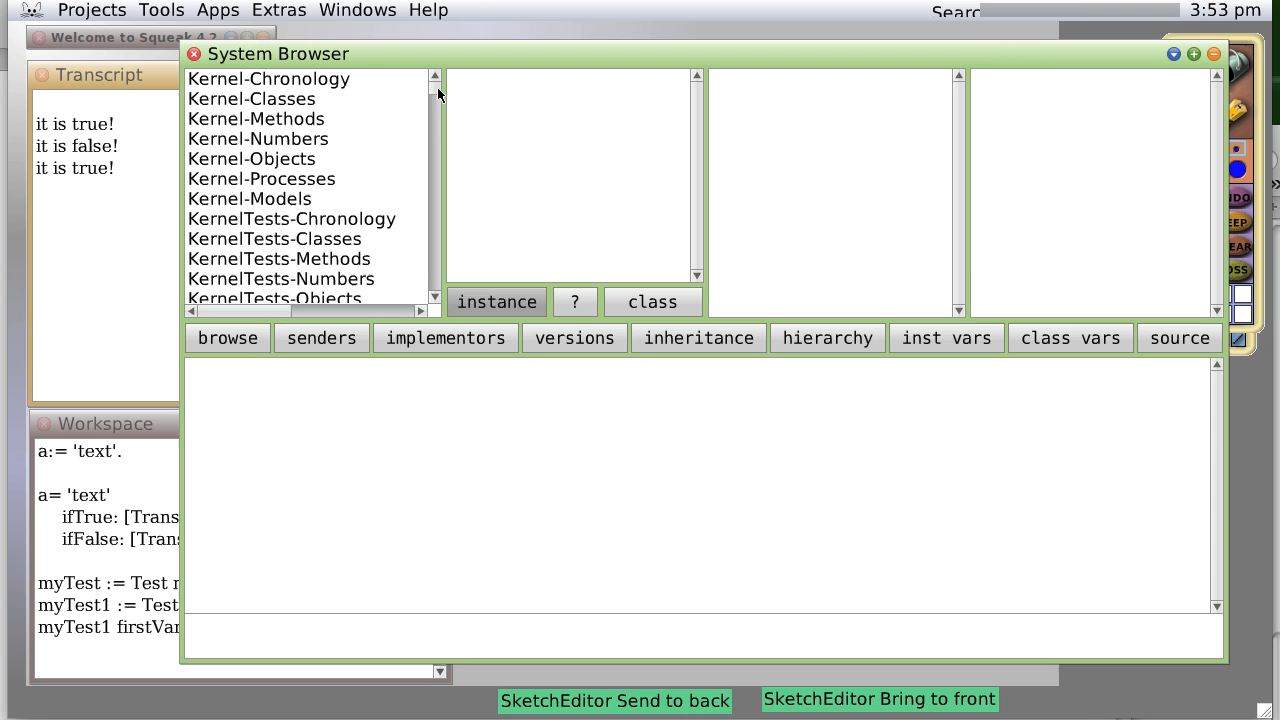 Projects Tools Apps Extras Windows Help Searc 3:53 pm
Welcome to Squeak 4.2
System Browser
Transcript
it is true!
it is false!
it is true!
Kernel-Chronology
Kernel-Classes
Kernel-Methods
Kernel-Numbers
Kernel-Objects
Kernel-Processes
Kernel-Models
KernelTests-Chronology
KernelTests-Classes
KernelTests-Methods
KernelTests-Numbers
KernelTests-Objects
instance ? class
browse senders implementors versions inheritance hierarchy inst vars class vars source
Workspace
a:= 'text'.
a= 'text'
ifTrue: [Trans
ifFalse: [Trans
myTest := Test
myTest1 := Test
myTest1 firstVar
SketchEditor Send to back
SketchEditor Bring to front